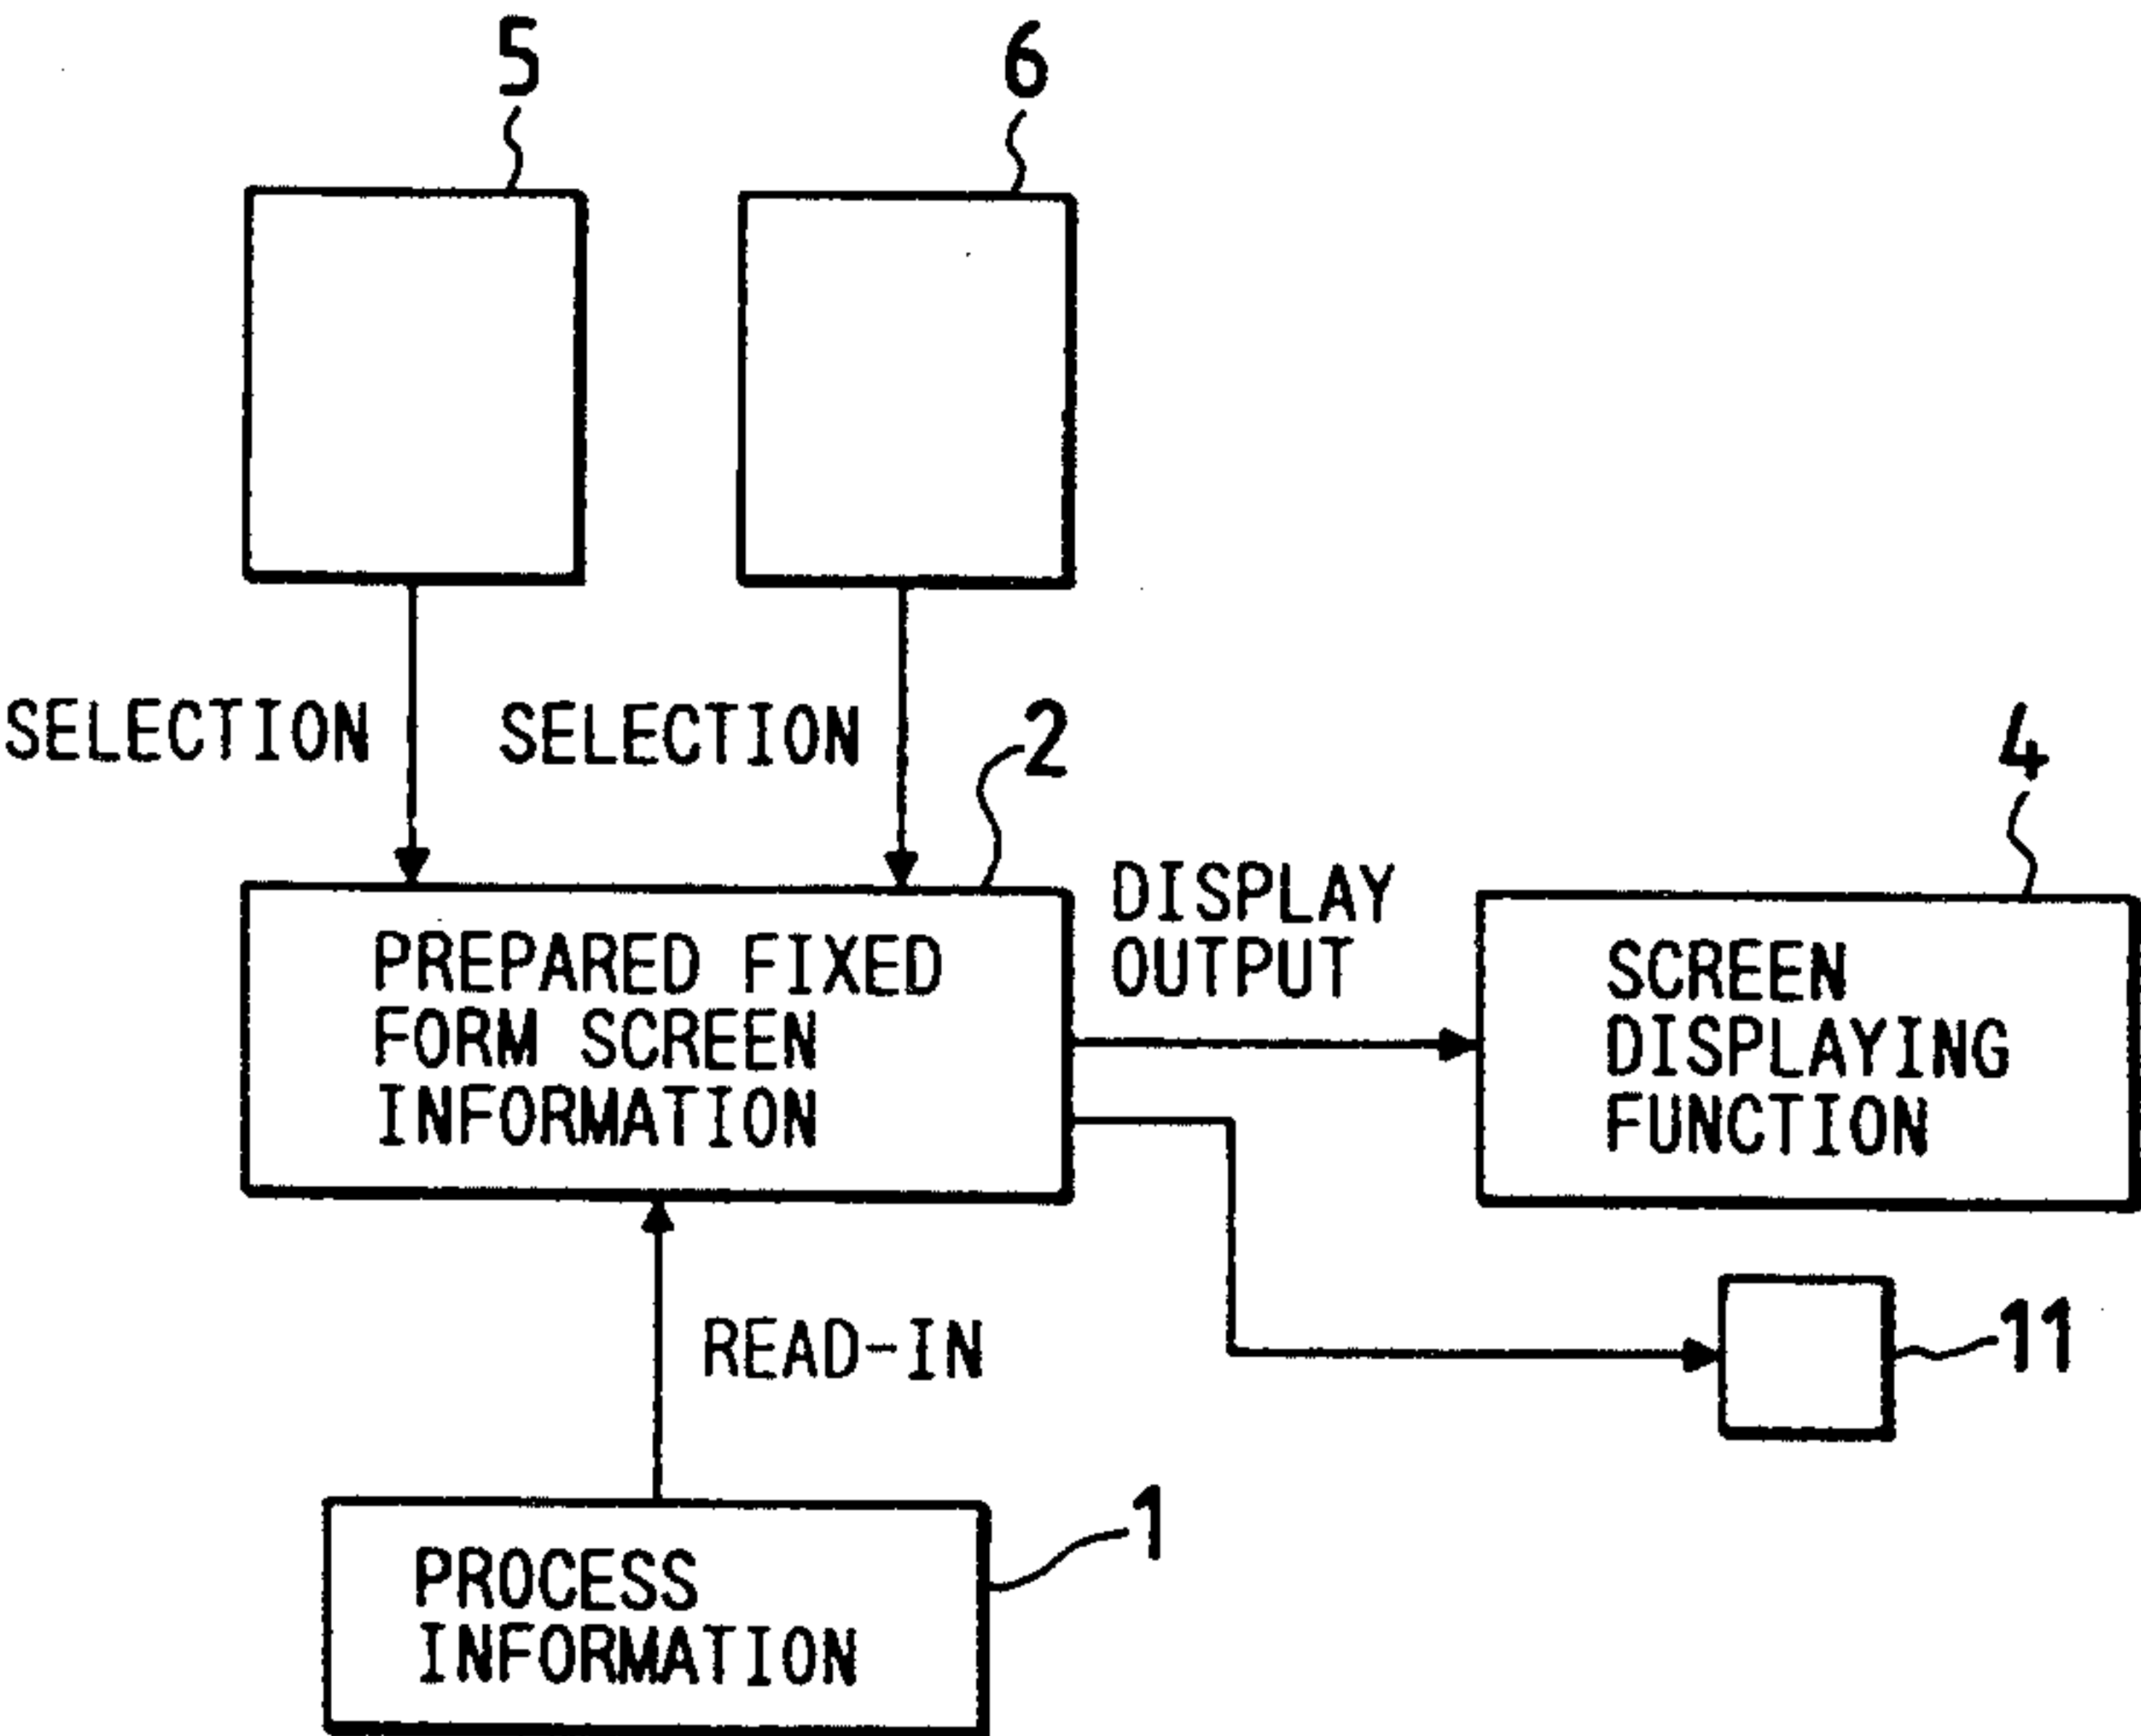 5
6
SELECTION
SELECTION
2
4
DISPLAY
OUTPUT
PREPARED FIXED
FORM SCREEN
INFORMATION
SCREEN
DISPLAYING
FUNCTION
READ-IN
11
1
PROCESS
INFORMATION